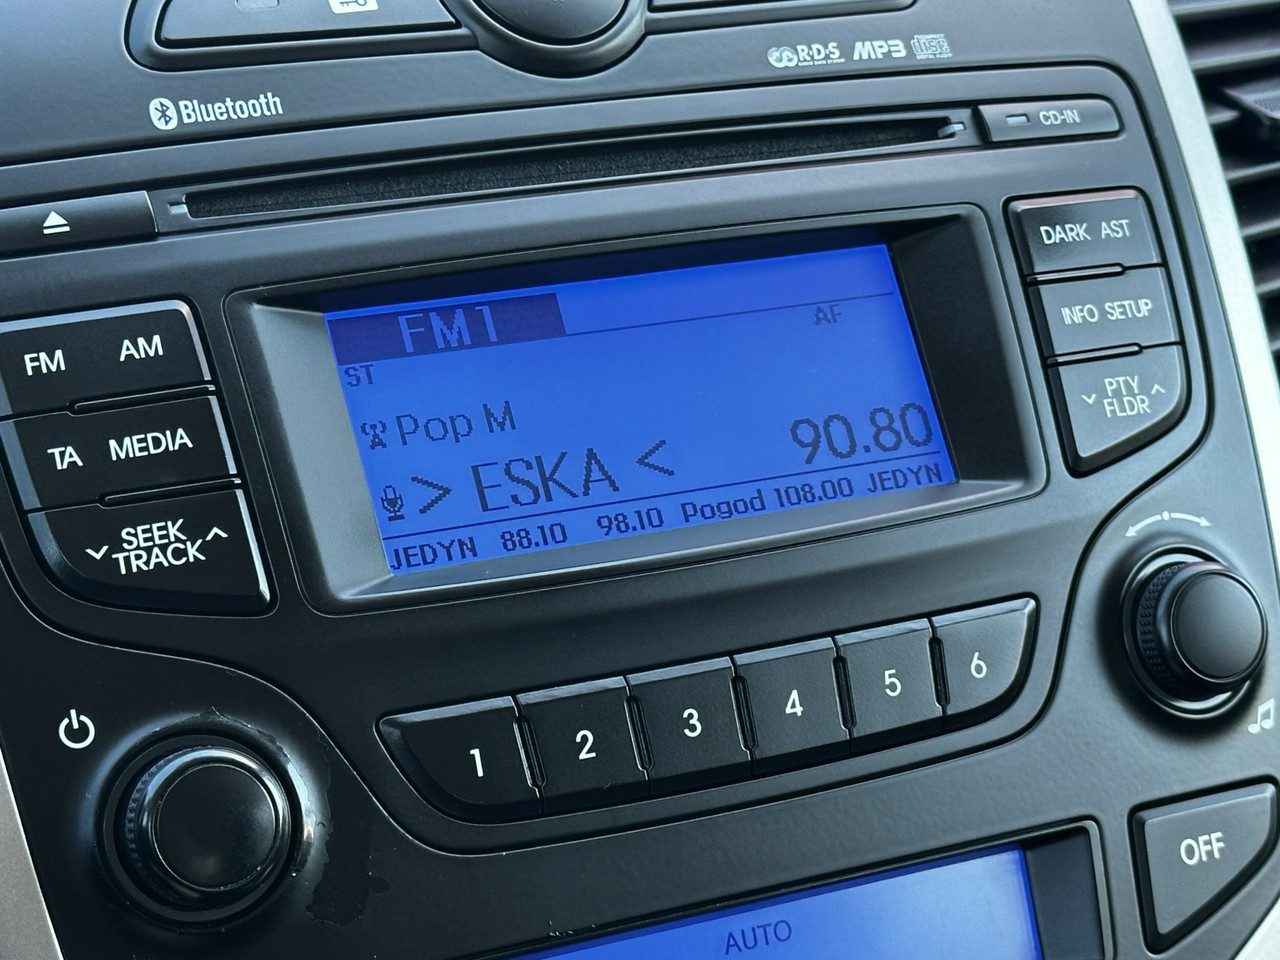 R·D·S MP3
Bluetooth
CD-IN
FM1
AF
ST
Pop M
> ESKA < 90.80
JEDYN 88.10 98.10 Pogod 108.00 JEDYN
FM AM
TA MEDIA
SEEK
TRACK
DARK AST
INFO SETUP
PTY
FLDR
1 2 3 4 5 6
OFF
AUTO